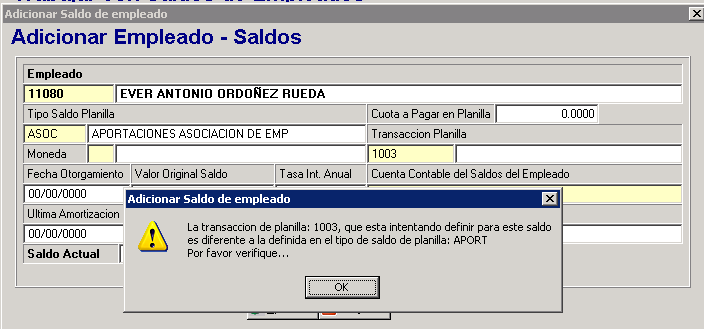 Adicionar Saldo de empleado
Adicionar Empleado - Saldos
Empleado
11080 EVER ANTONIO ORDOÑEZ RUEDA
Tipo Saldo Planilla Cuota a Pagar en Planilla 0.0000
ASOC APORTACIONES ASOCIACION DE EMP Transaccion Planilla
Moneda 1003
Fecha Otorgamiento Valor Original Saldo Tasa Int. Anual Cuenta Contable del Saldos del Empleado
00/00/0000
Ultima Amortizacion
00/00/0000
Saldo Actual
Adicionar Saldo de empleado
La transaccion de planilla: 1003, que esta intentando definir para este saldo
es diferente a la definida en el tipo de saldo de planilla: APORT
Por favor verifique...
OK